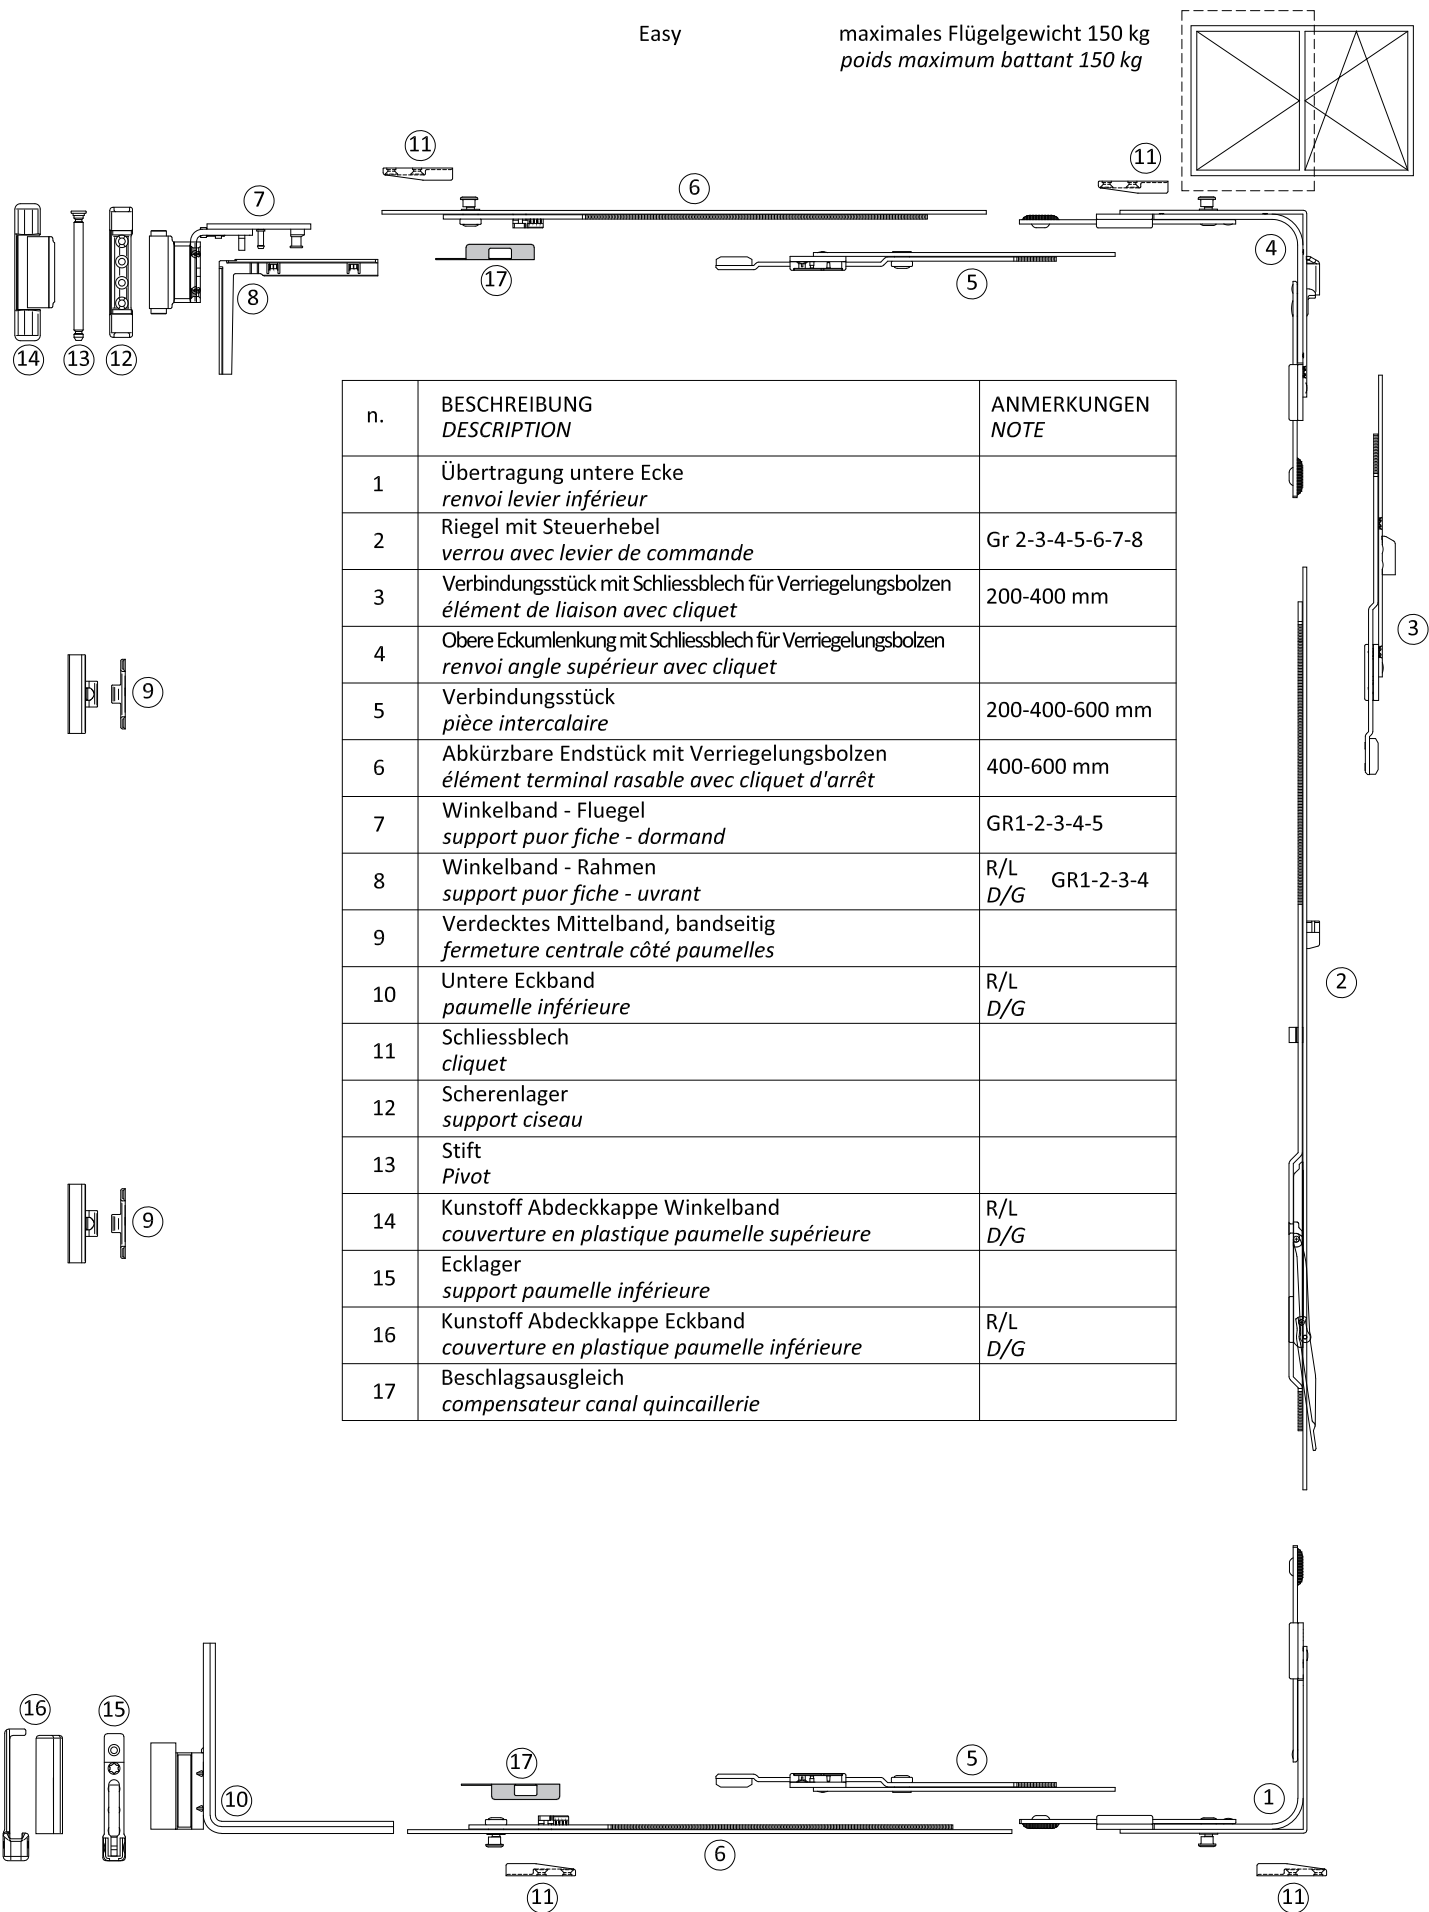 Easy maximales Flügelgewicht 150 kg
poids maximum battant 150 kg
11
11
6
7
4
17
5
8
14
13
12
n. BESCHREIBUNG ANMERKUNGEN
DESCRIPTION NOTE
1 Übertragung untere Ecke
renvoi levier inférieur
2 Riegel mit Steuerhebel Gr 2-3-4-5-6-7-8
verrou avec levier de commande
3 Verbindungsstück mit Schliessblech für Verriegelungsbolzen 200-400 mm
élément de liaison avec cliquet
4 Obere Eckumlenkung mit Schliessblech für Verriegelungsbolzen
renvoi angle supérieur avec cliquet
5 Verbindungsstück 200-400-600 mm
pièce intercalaire
6 Abkürzbare Endstück mit Verriegelungsbolzen 400-600 mm
élément terminal rasable avec cliquet d'arrêt
7 Winkelband - Fluegel GR1-2-3-4-5
support puor fiche - dormand
8 Winkelband - Rahmen R/L GR1-2-3-4
support puor fiche - uvrant D/G
9 Verdecktes Mittelband, bandseitig
fermeture centrale côté paumelles
10 Untere Eckband R/L
paumelle inférieure D/G
11 Schliessblech
cliquet
12 Scherenlager
support ciseau
13 Stift
Pivot
14 Kunstoff Abdeckkappe Winkelband R/L
couverture en plastique paumelle supérieure D/G
15 Ecklager
support paumelle inférieure
16 Kunstoff Abdeckkappe Eckband R/L
couverture en plastique paumelle inférieure D/G
17 Beschlagsausgleich
compensateur canal quincaillerie
3
9
2
9
16
15
17
5
10
1
6
11
11